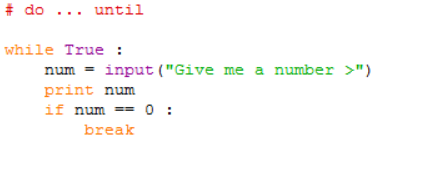 # do ... until
while True :
    num = input("Give me a number >")
    print num
    if num == 0 :
        break